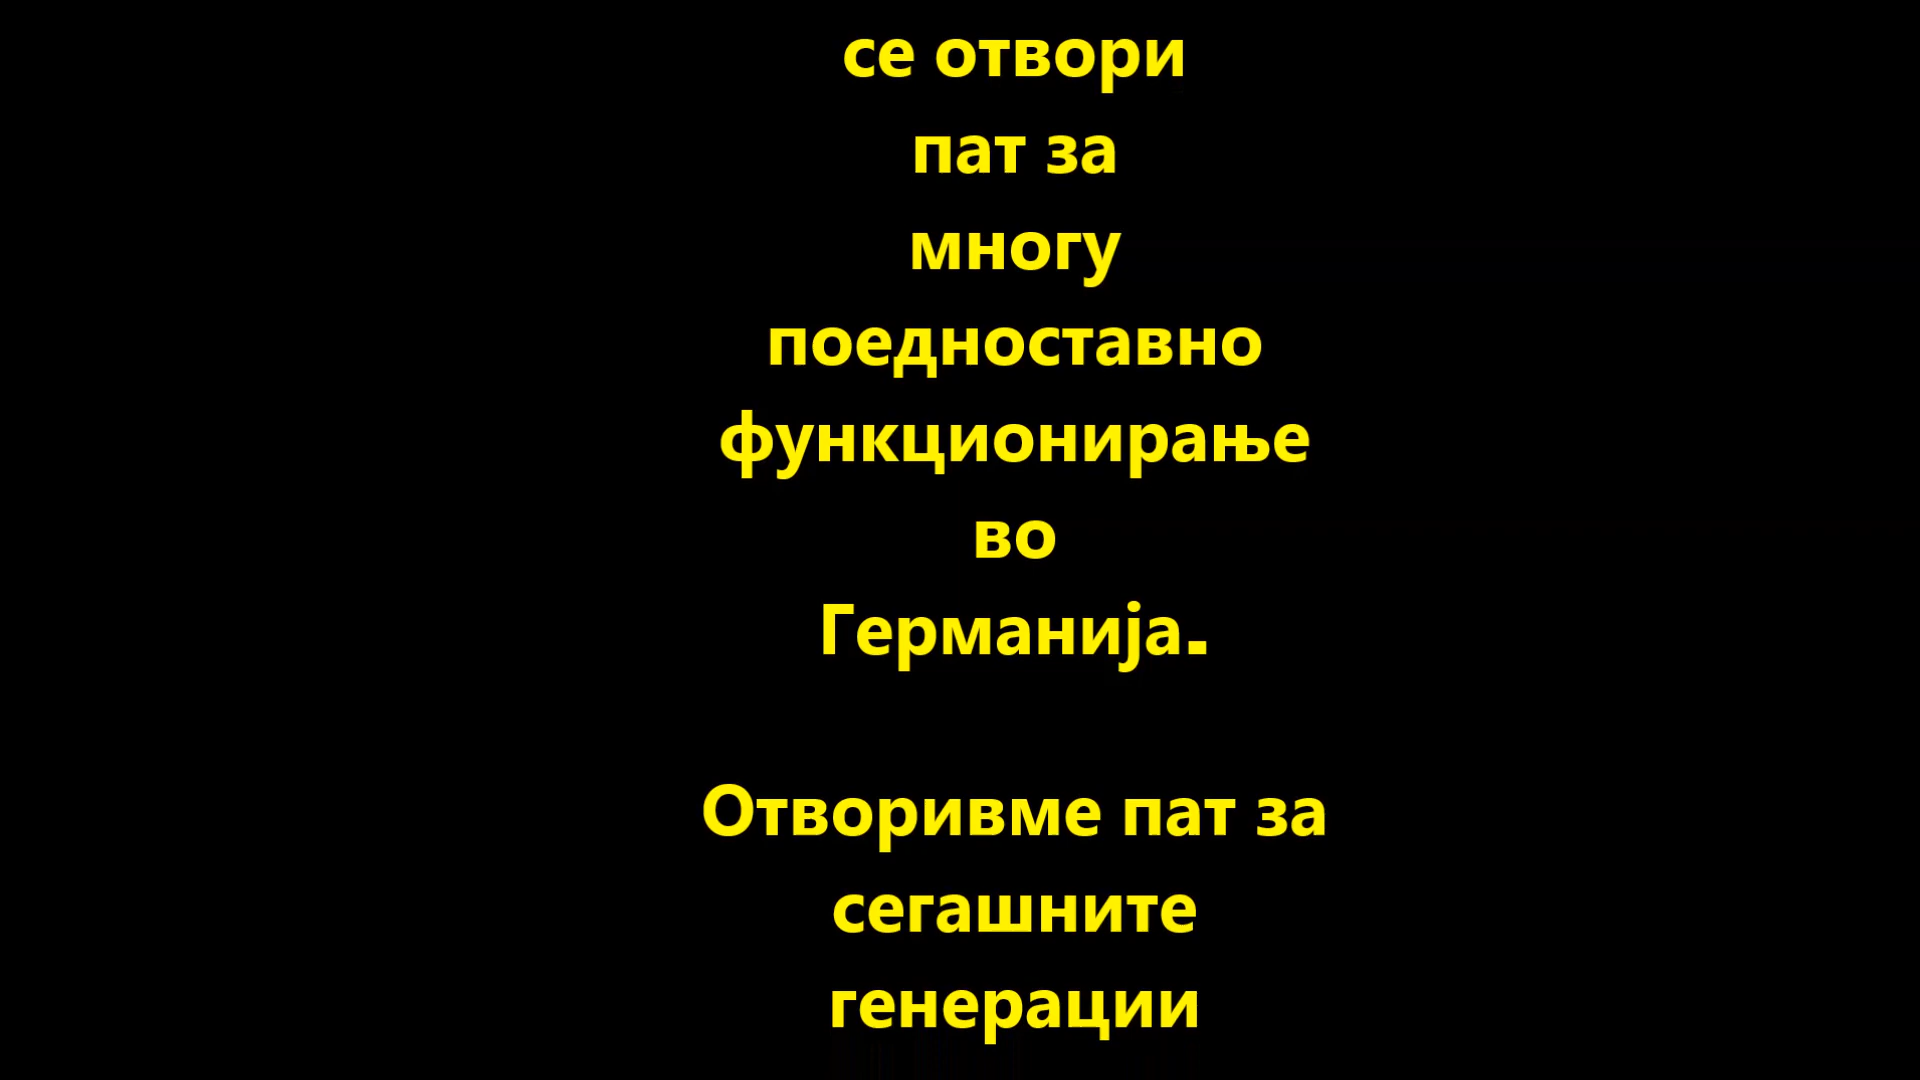 се отвори
пат за
многу
поедноставно
функционирање
во
Германија.
Отворивме пат за
сегашните
генерации